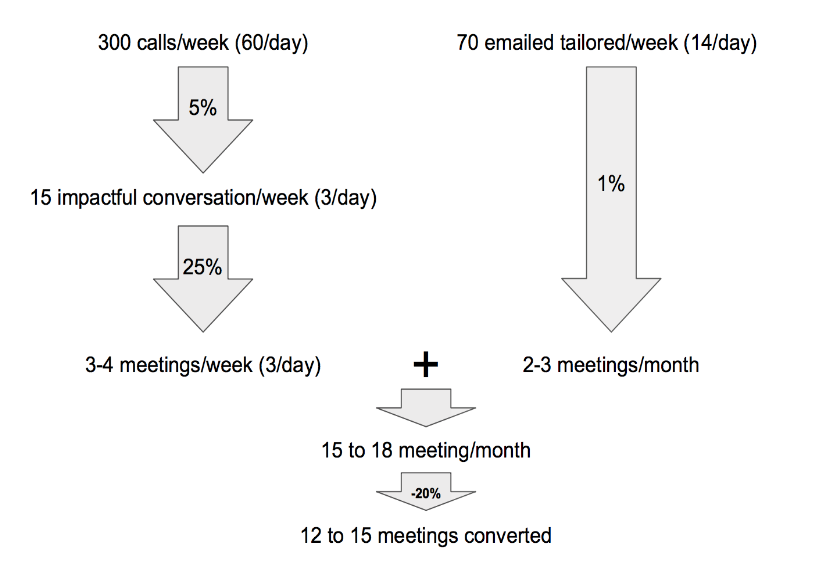 300 calls/week (60/day)
70 emailed tailored/week (14/day)
5%
1%
15 impactful conversation/week (3/day)
25%
3-4 meetings/week (3/day)
+
2-3 meetings/month
15 to 18 meeting/month
-20%
12 to 15 meetings converted